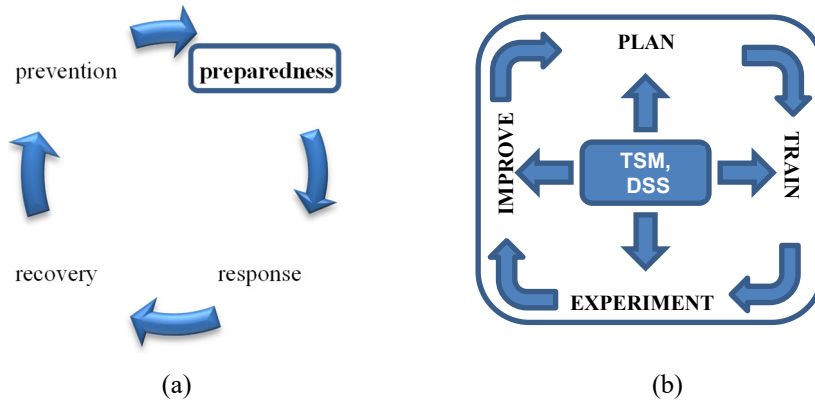 prevention
preparedness
recovery
response
(a)
PLAN
IMPROVE
TSM,
DSS
TRAIN
EXPERIMENT
(b)